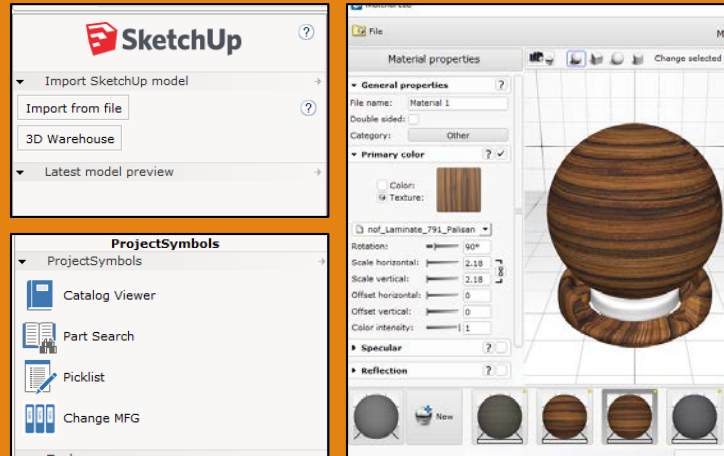 SketchUp
?
Import SketchUp model
Import from file
?
3D Warehouse
Latest model preview
ProjectSymbols
ProjectSymbols
Catalog Viewer
Part Search
Picklist
Change MFG
File
Material properties
Change selected
General properties ?
File name: Material 1
Double sided:
Category: Other
Primary color ?
Color:
Texture:
nof_Laminate_791_Palisan
Rotation: 90°
Scale horizontal: 2.18
Scale vertical: 2.18
Offset horizontal: 0
Offset vertical: 0
Color intensity: 1
Specular ?
Reflection ?
New